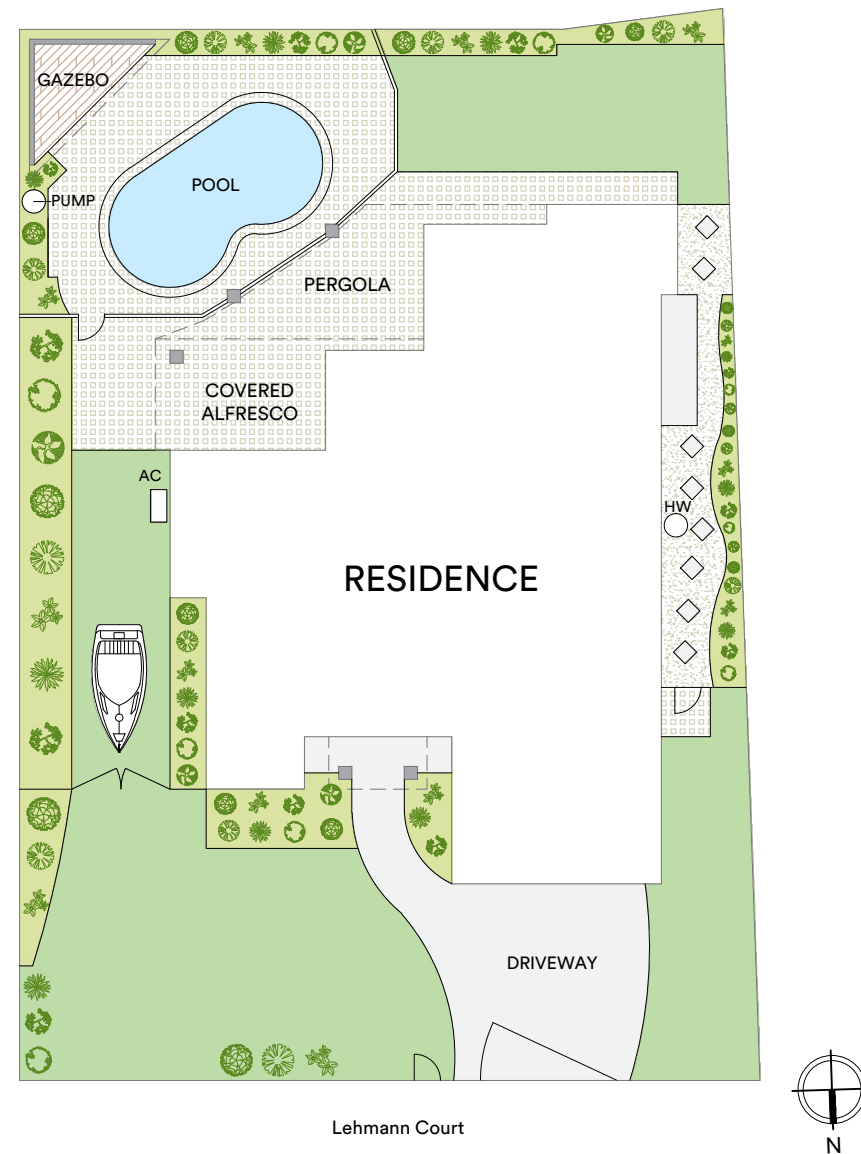 GAZEBO
POOL
PUMP
PERGOLA
COVERED
ALFRESCO
AC
HW
RESIDENCE
DRIVEWAY
Lehmann Court
N